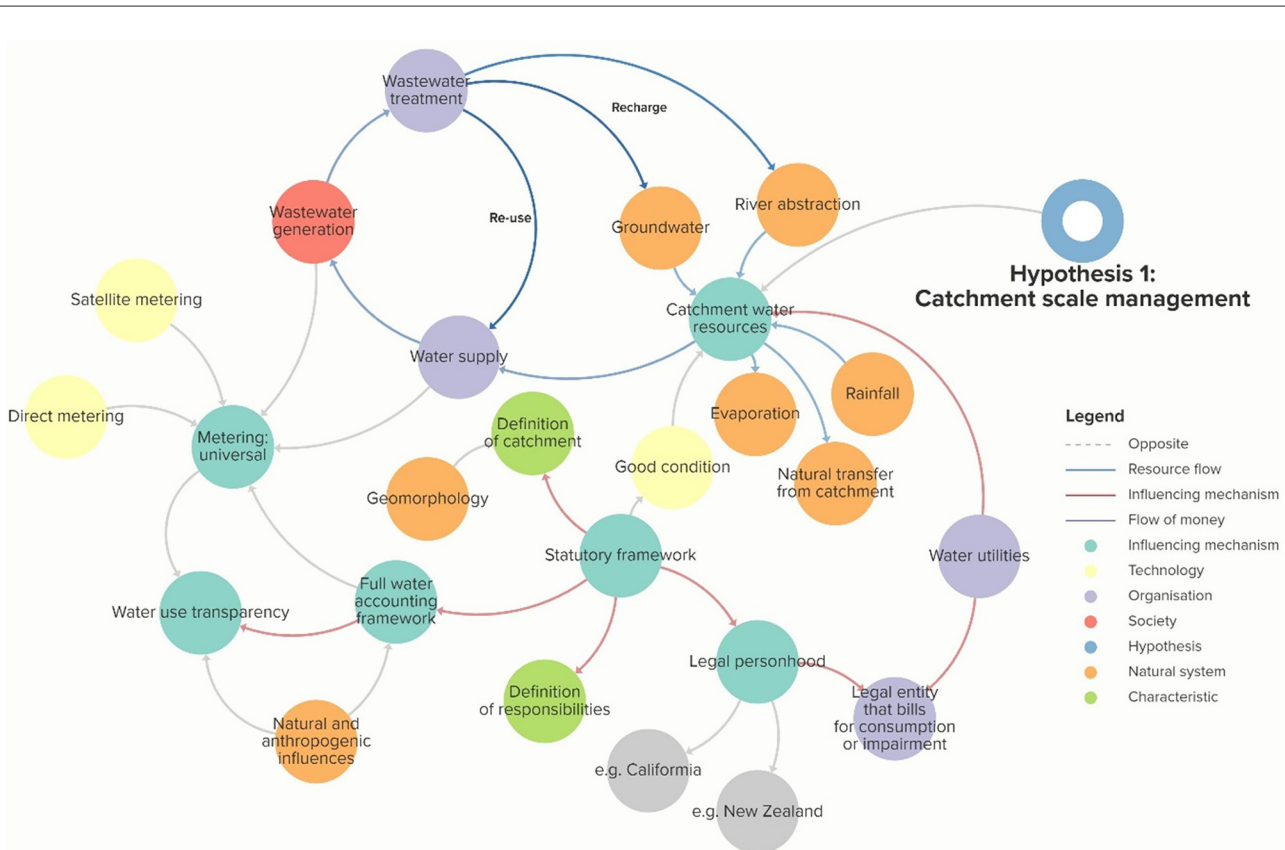 Wastewater
treatment
Recharge
Wastewater
generation
Re-use
Groundwater
River abstraction
Hypothesis 1:
Catchment scale management
Satellite metering
Catchment water
resources
Water supply
Direct metering
Metering:
universal
Definition
of catchment
Evaporation
Rainfall
Geomorphology
Good condition
Natural transfer
from catchment
Legend
Opposite
Resource flow
Influencing mechanism
Flow of money
Influencing mechanism
Technology
Organisation
Society
Hypothesis
Natural system
Characteristic
Statutory framework
Water utilities
Water use transparency
Full water
accounting
framework
Legal personhood
Definition
of responsibilities
Legal entity
that bills
for consumption
or impairment
Natural and
anthropogenic
influences
e.g. California
e.g. New Zealand